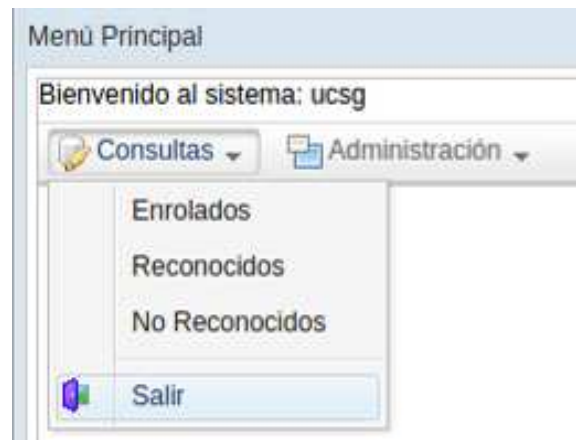 Menú Principal
Bienvenido al sistema: ucsg
Consultas Administración
Enrolados
Reconocidos
No Reconocidos
Salir